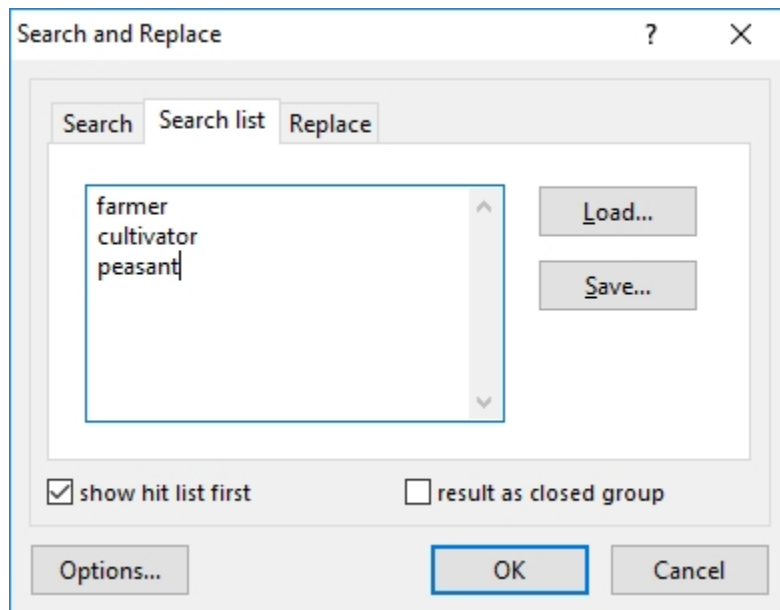 Search and Replace ?
Search Search list Replace
farmer
cultivator
peasant
Load...
Save...
show hit list first result as closed group
Options... OK Cancel